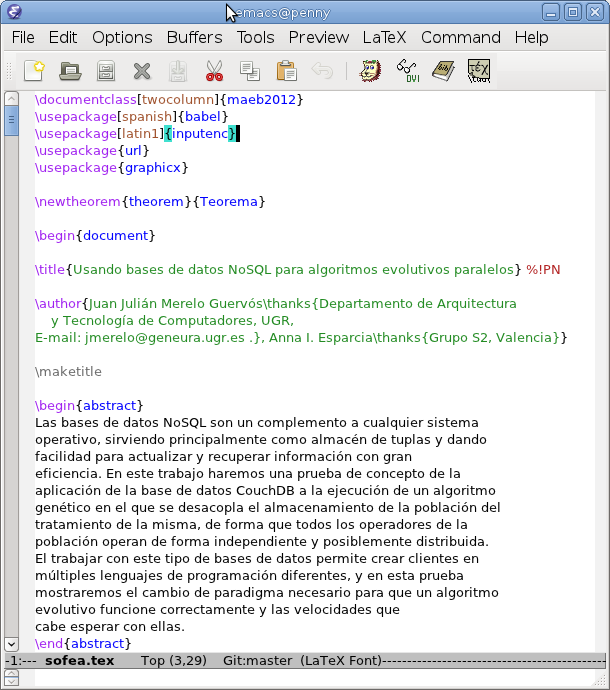 emacs@penny
File Edit Options Buffers Tools Preview LaTeX Command Help
DVI
TEX
\documentclass[twocolumn]{maeb2012}
\usepackage[spanish]{babel}
\usepackage[latin1]{inputenc}
\usepackage{url}
\usepackage{graphicx}
\newtheorem{theorem}{Teorema}
\begin{document}
\title{Usando bases de datos NoSQL para algoritmos evolutivos paralelos} %!PN
\author{Juan Julián Merelo Guervós\thanks{Departamento de Arquitectura
y Tecnología de Computadores, UGR,
E-mail: jmerelo@geneura.ugr.es .}, Anna I. Esparcia\thanks{Grupo S2, Valencia}}
\maketitle
\begin{abstract}
Las bases de datos NoSQL son un complemento a cualquier sistema
operativo, sirviendo principalmente como almacén de tuplas y dando
facilidad para actualizar y recuperar información con gran
eficiencia. En este trabajo haremos una prueba de concepto de la
aplicación de la base de datos CouchDB a la ejecución de un algoritmo
genético en el que se desacopla el almacenamiento de la población del
tratamiento de la misma, de forma que todos los operadores de la
población operan de forma independiente y posiblemente distribuida.
El trabajar con este tipo de bases de datos permite crear clientes en
múltiples lenguajes de programación diferentes, y en esta prueba
mostraremos el cambio de paradigma necesario para que un algoritmo
evolutivo funcione correctamente y las velocidades que
cabe esperar con ellas.
\end{abstract}
-1:--- sofea.tex Top (3,29) Git:master (LaTeX Font)----------------------------------------